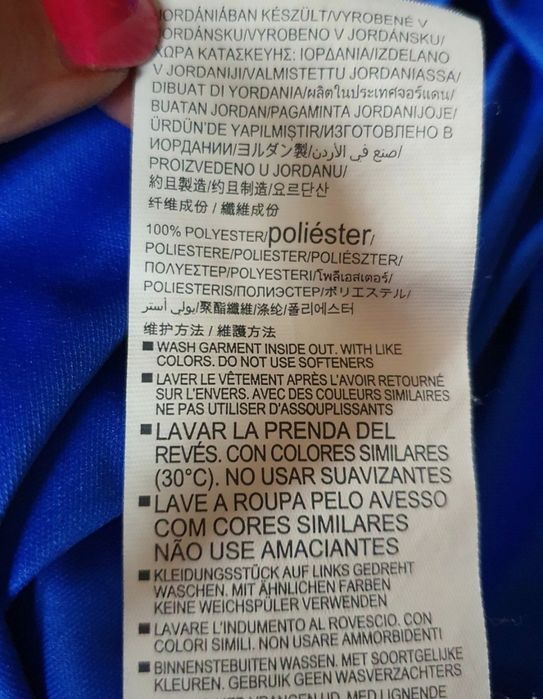 JORDÁNIÁBAN KÉSZÜLT/VYROBENÉ V
JORDÁNSKU/VYROBENO V JORDÁNSKU/
ΧΩΡΑ ΚΑΤΑΣΚΕΥΗΣ: ΙΟΡΔΑΝΙΑ/IZDELANO
V JORDANIJI/VALMISTETTU JORDANIASSA/
DIBUAT DI YORDANIA/ผลิตในประเทศจอร์แดน/
BUATAN JORDAN/PAGAMINTA JORDANIJOJE/
ÜRDÜN'DE YAPILMIŞTIR/ИЗГОТОВЛЕНО В
ИОРДАНИИ/ヨルダン製/صنع في الأردن/
PROIZVEDENO U JORDANU/
約旦製造/约旦制造/요르단산
纤维成份 / 纖維成份
100% POLYESTER/poliéster/
POLIESTERE/POLIESTER/POLIÉSZTER/
ΠΟΛΥΕΣΤΕΡ/POLYESTERI/โพลีเอสเตอร์/
POLIESTERIS/ПОЛИЭСТЕР/ポリエステル/
بولي أستر/聚酯纖維/涤纶/폴리에스터
维护方法 / 維護方法
■ WASH GARMENT INSIDE OUT. WITH LIKE
COLORS. DO NOT USE SOFTENERS
■ LAVER LE VÊTEMENT APRÈS L'AVOIR RETOURNÉ
SUR L'ENVERS. AVEC DES COULEURS SIMILAIRES
NE PAS UTILISER D'ASSOUPLISSANTS
■ LAVAR LA PRENDA DEL
REVÉS. CON COLORES SIMILARES
(30°C). NO USAR SUAVIZANTES
■ LAVE A ROUPA PELO AVESSO
COM CORES SIMILARES
NÃO USE AMACIANTES
■ KLEIDUNGSSTÜCK AUF LINKS GEDREHT
WASCHEN. MIT ÄHNLICHEN FARBEN
KEINE WEICHSPÜLER VERWENDEN
■ LAVARE L'INDUMENTO AL ROVESCIO. CON
COLORI SIMILI. NON USARE AMMORBIDENTI
■ BINNENSTEBUITEN WASSEN. MET SOORTGELIJKE
KLEUREN. GEBRUIK GEEN WASVERZACHTERS
VRANGEN UD. MED LIGNENDE